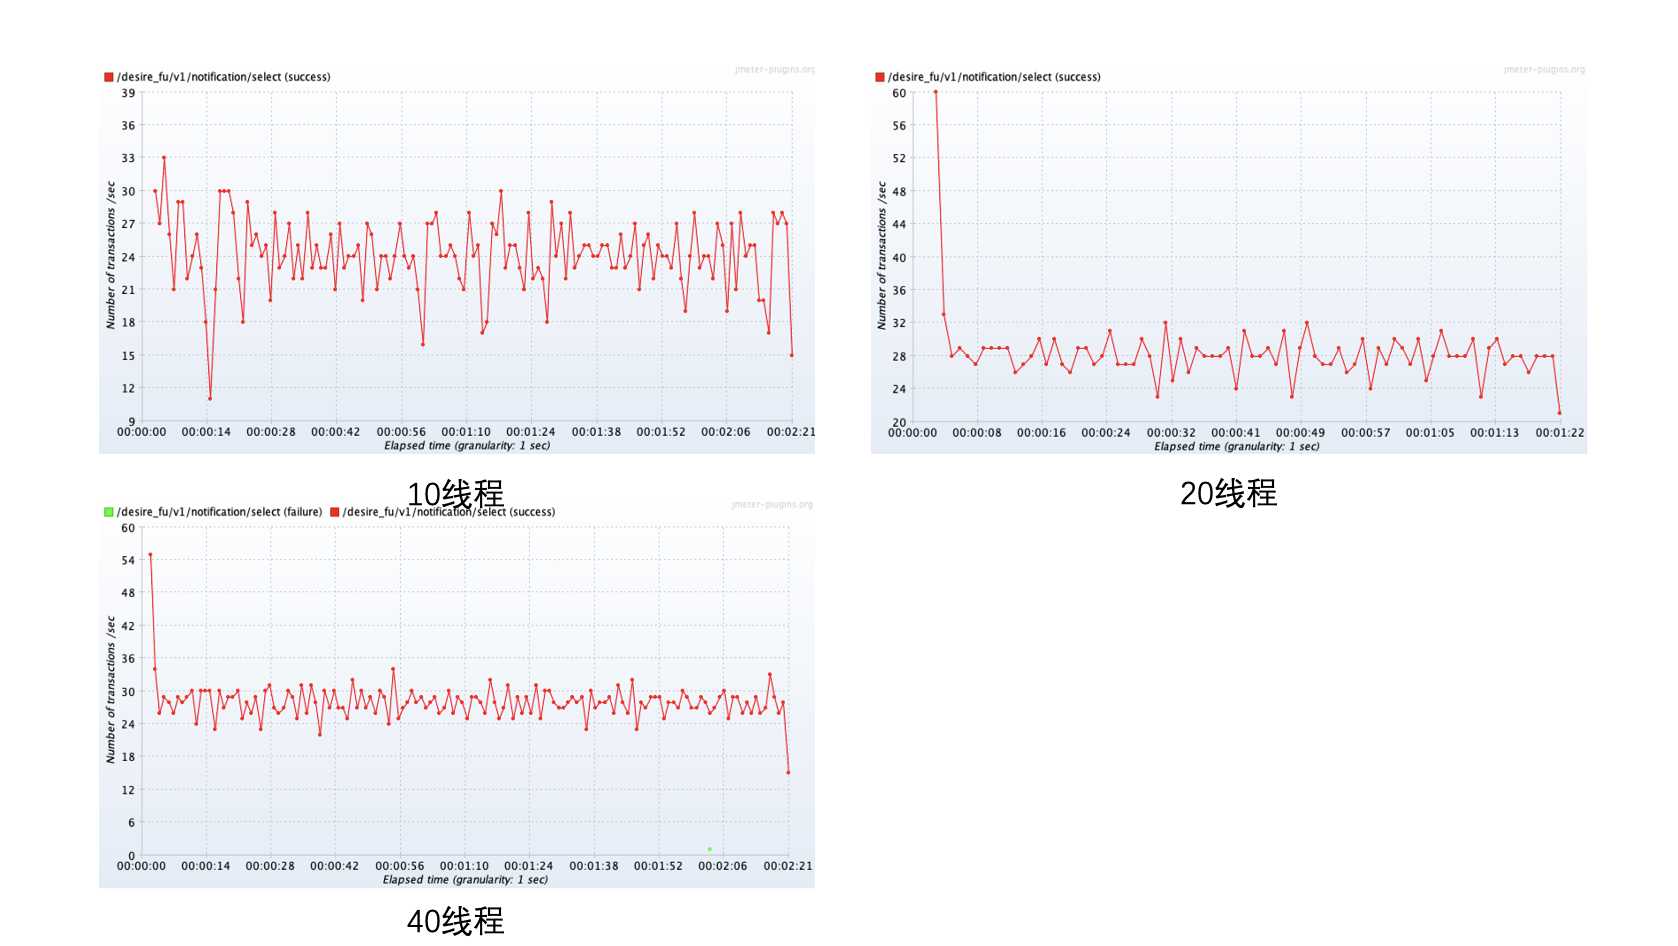 jmeter-plugins.org
/desire_fu/v1/notification/select (success)
39
36
33
30
27
24
21
18
15
12
9
Number of transactions /sec
00:00:00 00:00:14 00:00:28 00:00:42 00:00:56 00:01:10 00:01:24 00:01:38 00:01:52 00:02:06 00:02:21
Elapsed time (granularity: 1 sec)
10线程
jmeter-plugins.org
/desire_fu/v1/notification/select (success)
60
56
52
48
44
40
36
32
28
24
20
Number of transactions /sec
00:00:00 00:00:08 00:00:16 00:00:24 00:00:32 00:00:41 00:00:49 00:00:57 00:01:05 00:01:13 00:01:22
Elapsed time (granularity: 1 sec)
20线程
jmeter-plugins.org
/desire_fu/v1/notification/select (failure) /desire_fu/v1/notification/select (success)
60
54
48
42
36
30
24
18
12
6
0
Number of transactions /sec
00:00:00 00:00:14 00:00:28 00:00:42 00:00:56 00:01:10 00:01:24 00:01:38 00:01:52 00:02:06 00:02:21
Elapsed time (granularity: 1 sec)
40线程